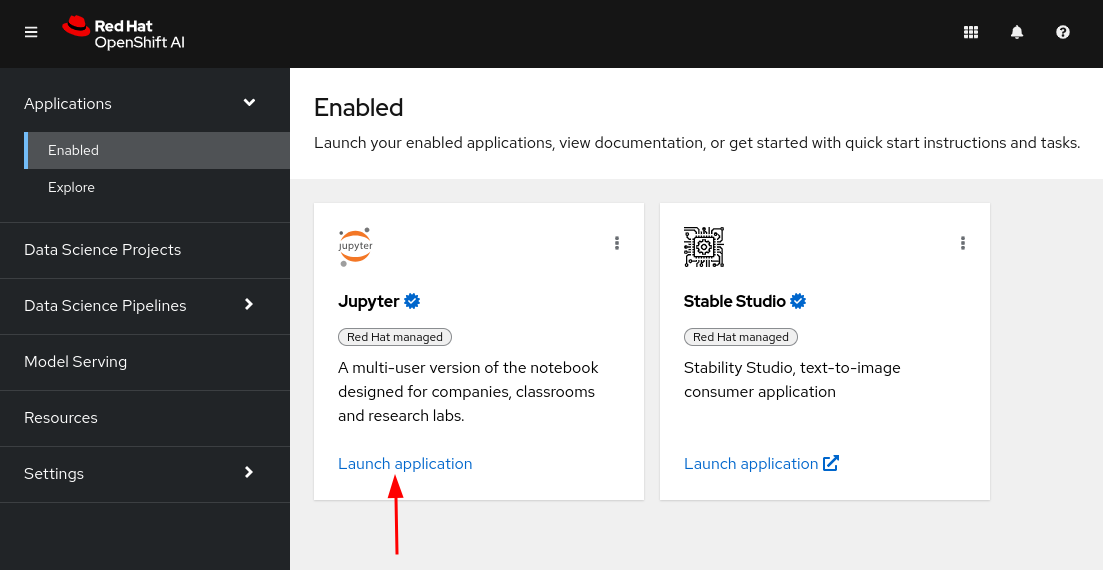 Red Hat
OpenShift AI
Applications
Enabled
Explore
Data Science Projects
Data Science Pipelines
Model Serving
Resources
Settings
Enabled
Launch your enabled applications, view documentation, or get started with quick start instructions and tasks.
jupyter
Jupyter
Red Hat managed
A multi-user version of the notebook
designed for companies, classrooms
and research labs.
Launch application
Stable Studio
Red Hat managed
Stability Studio, text-to-image
consumer application
Launch application